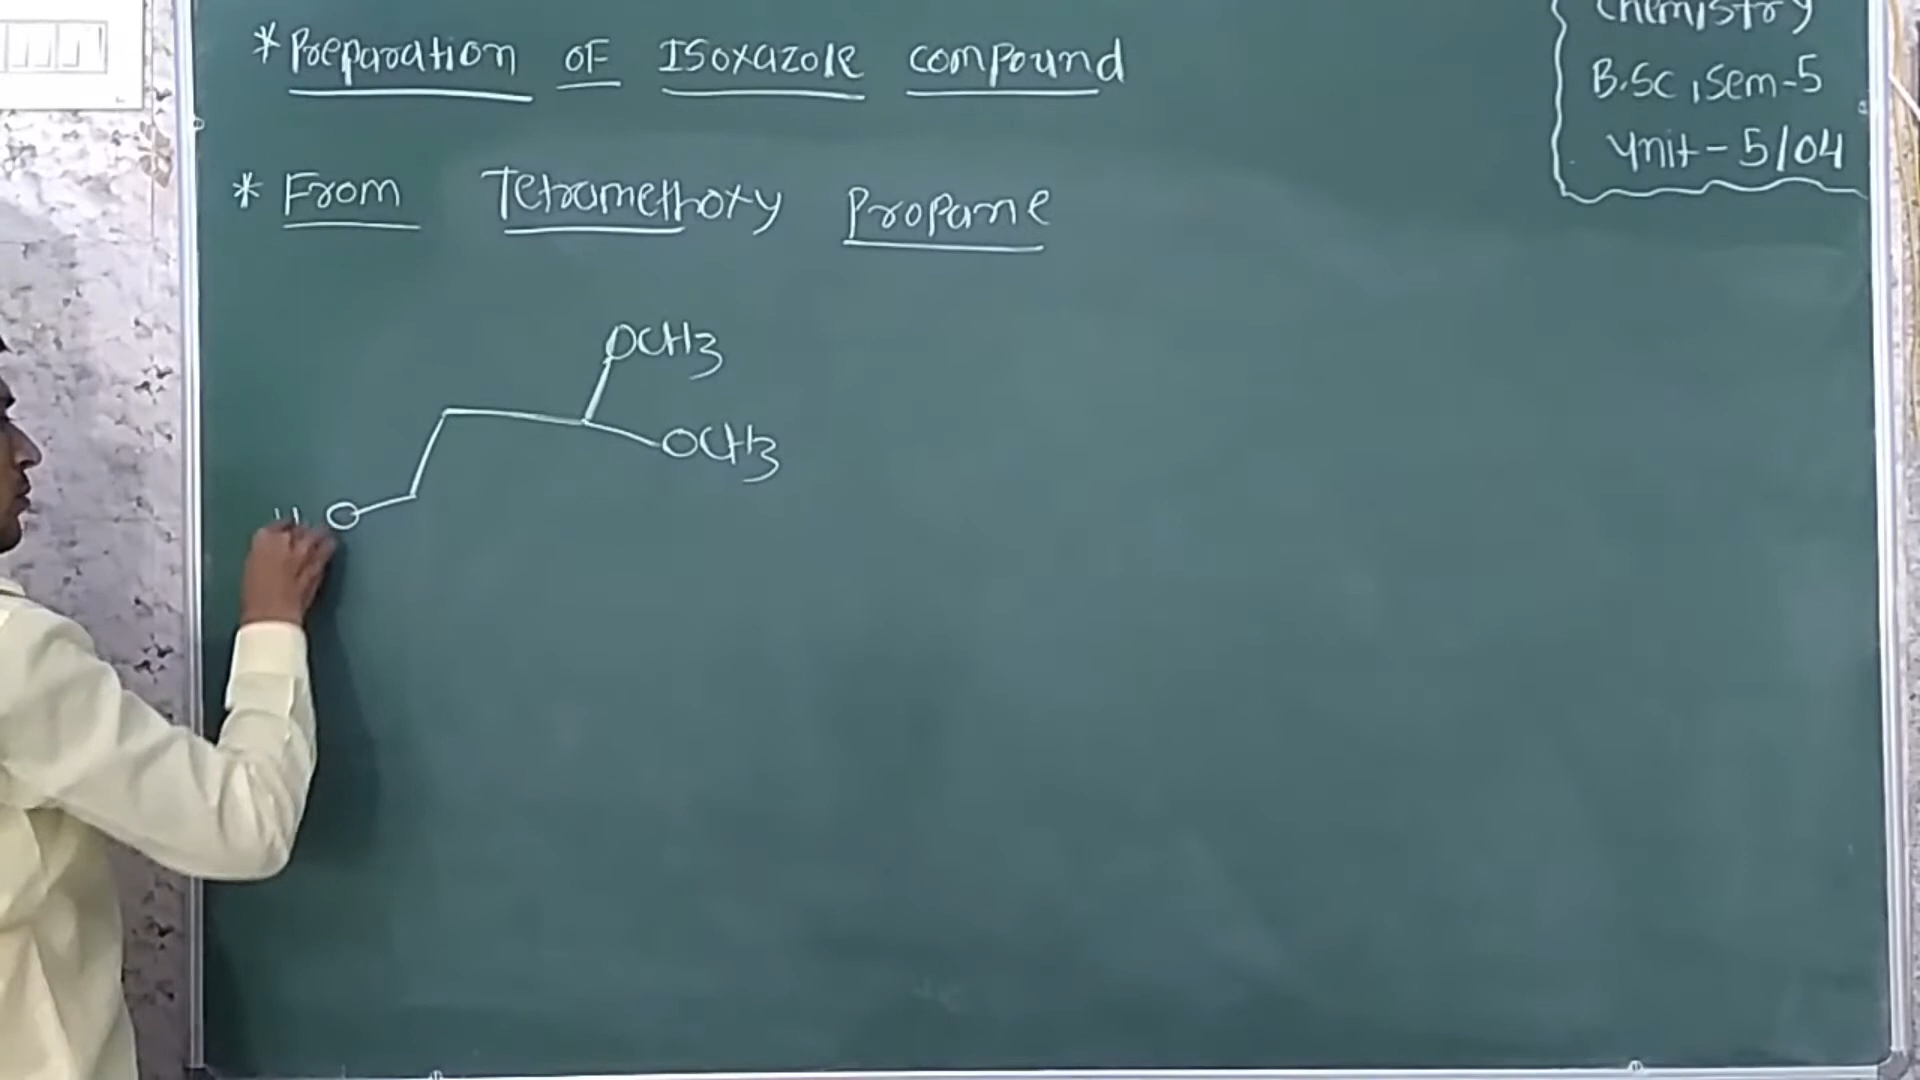 * Preparation of Isoxazole compound
chemistry
B.Sc, Sem-5
Unit-5/04
* From Tetramethoxy Propane
OCH3
OCH3
O